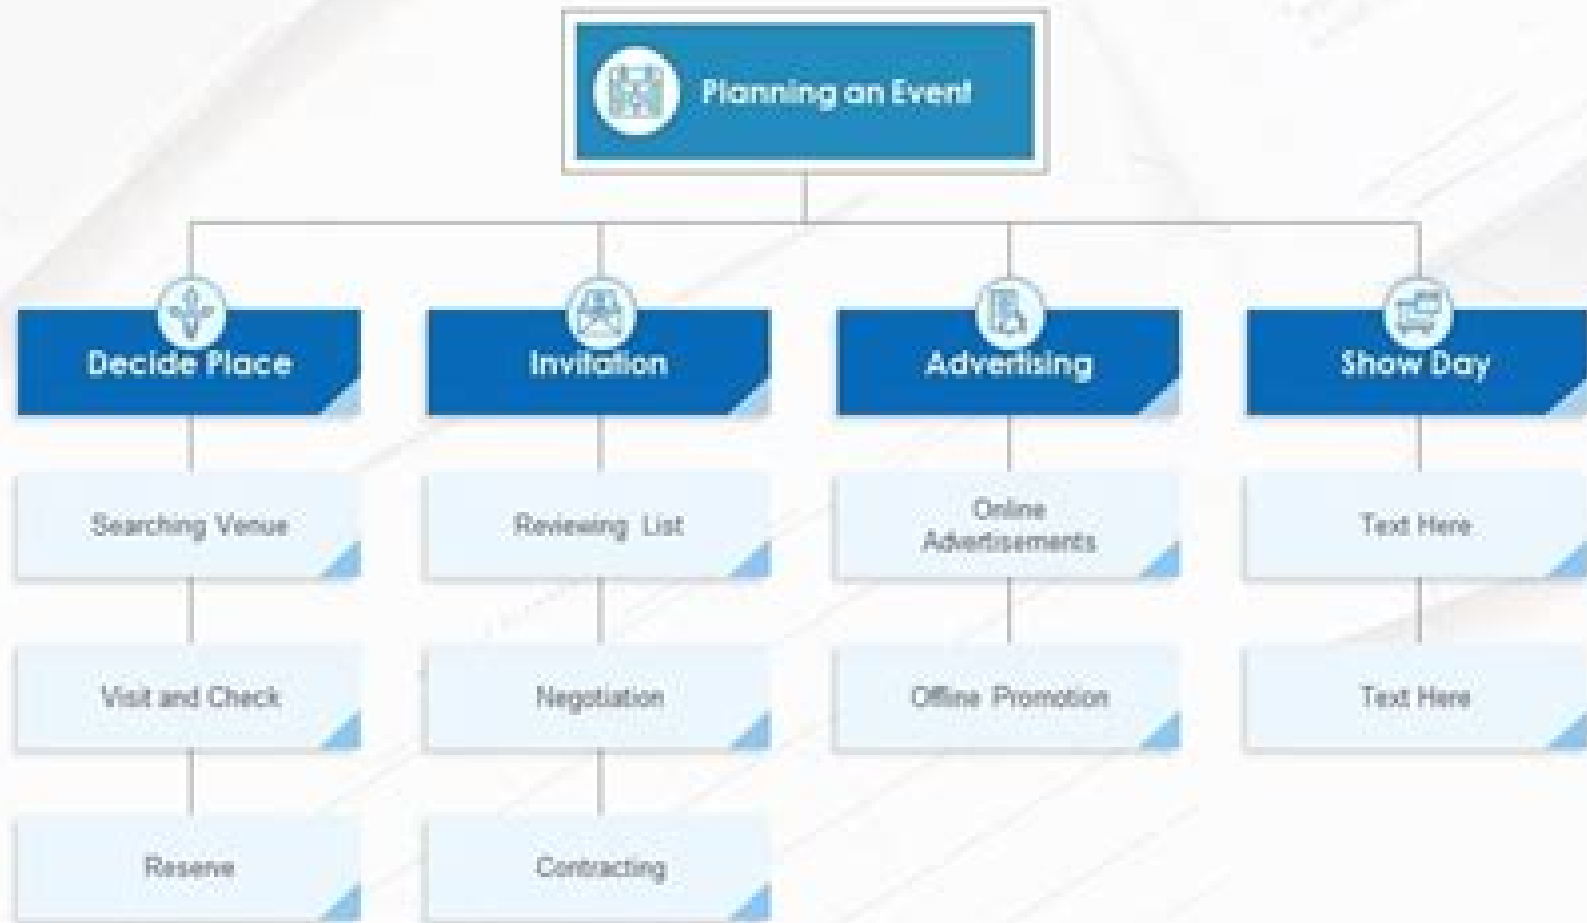 Planning an Event
Decide Place
Invitation
Advertising
Show Day
Searching Venue
Reviewing List
Online
Advertisements
Text Here
Visit and Check
Negotiation
Offline Promotion
Text Here
Reserve
Contracting